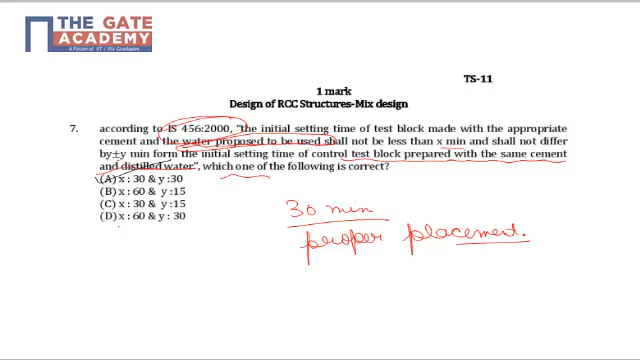 THE GATE
ACADEMY
A Forum of IIT / IISc Graduates
TS-11
1 mark
Design of RCC Structures-Mix design
7. according to IS 456:2000, "the initial setting time of test block made with the appropriate
cement and the water proposed to be used shall not be less than x min and shall not differ
by±y min form the initial setting time of control test block prepared with the same cement
and distilled water", which one of the following is correct?
(A) x : 30 & y :30
(B) x : 60 & y :15
(C) x : 30 & y :15
(D) x : 60 & y : 30
30 min
proper placement.